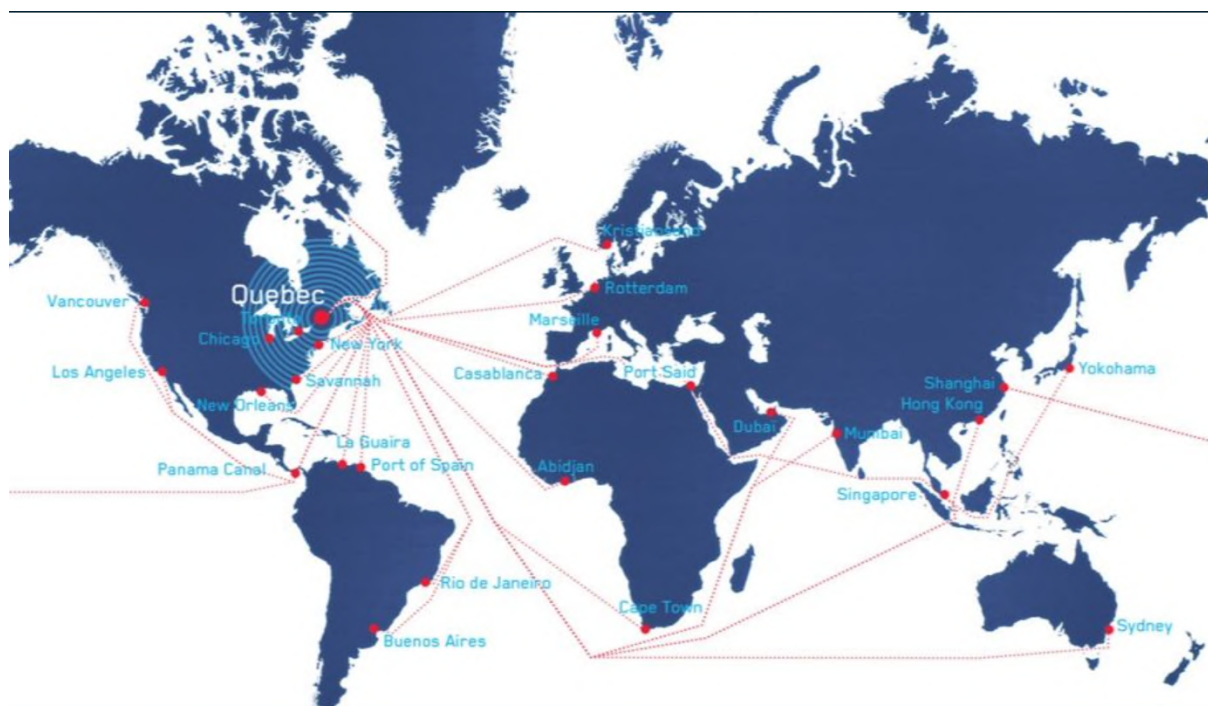 Kristiansand
Quebec
Rotterdam
Vancouver
Toronto
Marseille
Chicago
New York
Los Angeles
Casablanca
Port Said
Yokohama
Savannah
Shanghai
New Orleans
Hong Kong
Dubai
Mumbai
La Guaira
Panama Canal
Port of Spain
Abidjan
Singapore
Rio de Janeiro
Cape Town
Buenos Aires
Sydney